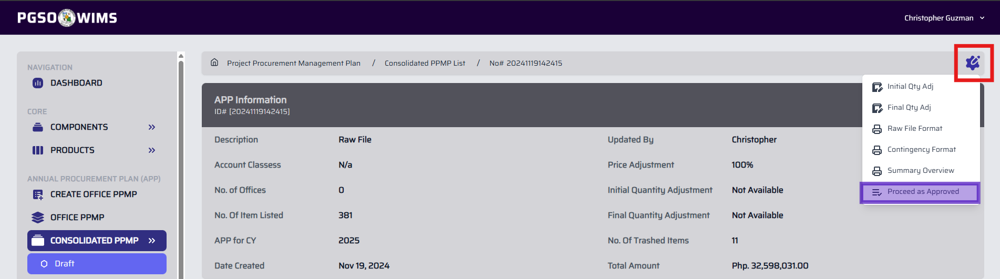 PGSO WIMS
Christopher Guzman
NAVIGATION
DASHBOARD
CORE
COMPONENTS
PRODUCTS
ANNUAL PROCUREMENT PLAN (APP)
CREATE OFFICE PPMP
OFFICE PPMP
CONSOLIDATED PPMP
Draft
Project Procurement Management Plan / Consolidated PPMP List / No# 20241119142415
APP Information
ID# [20241119142415]
Description Raw File
Account Classess N/a
No. of Offices 0
No. Of Item Listed 381
APP for CY 2025
Date Created Nov 19, 2024
Updated By Christopher
Price Adjustment 100%
Initial Quantity Adjustment Not Available
Final Quantity Adjustment Not Available
No. Of Trashed Items 11
Total Amount Php. 32,598,031.00
Initial Qty Adj
Final Qty Adj
Raw File Format
Contingency Format
Summary Overview
Proceed as Approved